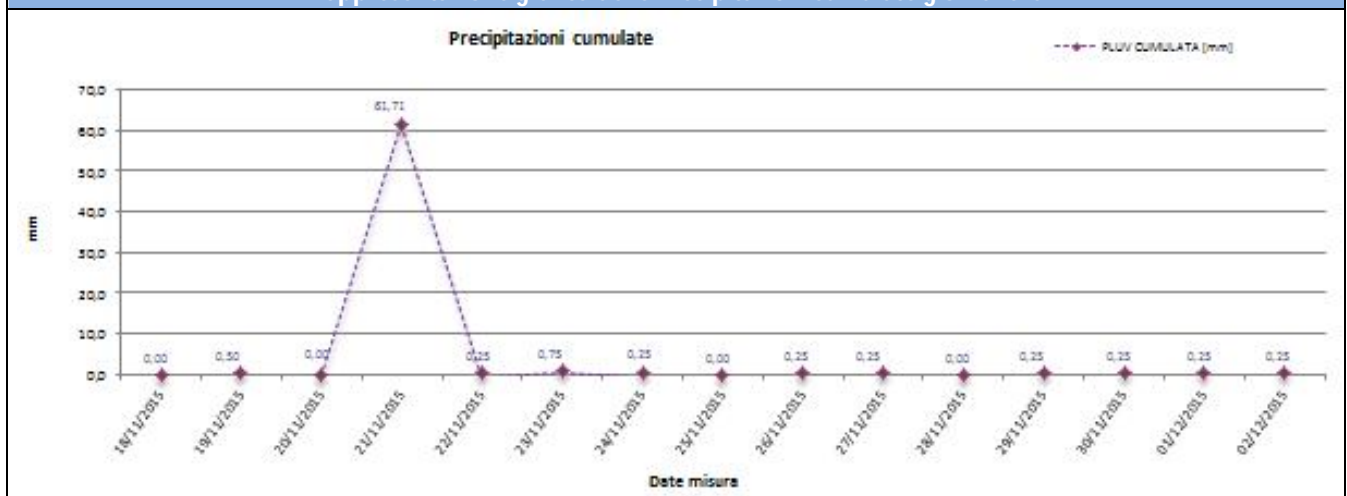 Precipitazioni cumulate
PLUV CUMULATA [mm]
70,0
60,0
50,0
40,0
30,0
20,0
10,0
0,0
mm
0,00 0,50 0,00 61,71 0,25 0,75 0,25 0,00 0,25 0,25 0,00 0,25 0,25 0,25 0,25
18/11/2015 19/11/2015 20/11/2015 21/11/2015 22/11/2015 23/11/2015 24/11/2015 25/11/2015 26/11/2015 27/11/2015 28/11/2015 29/11/2015 30/11/2015 01/12/2015 02/12/2015
Date misura